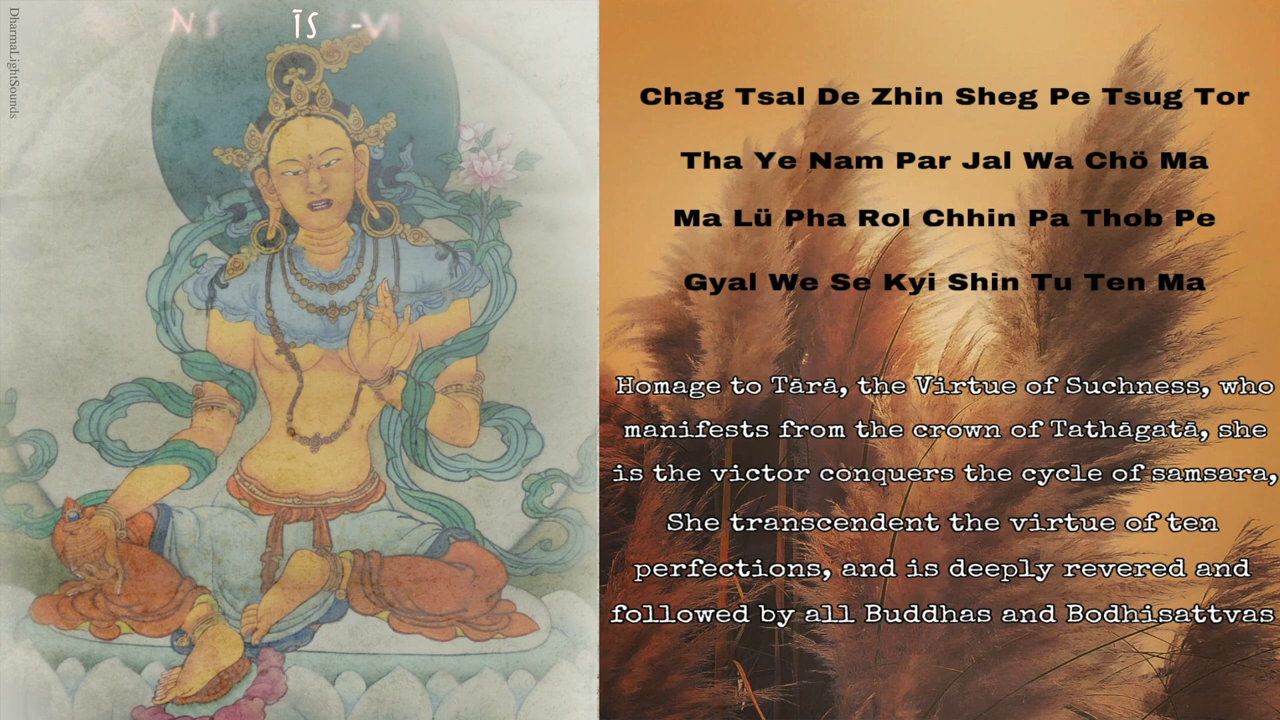 DharmaLightSounds
ĪS
Chag Tsal De Zhin Sheg Pe Tsug Tor
Tha Ye Nam Par Jal Wa Chö Ma
Ma Lü Pha Rol Chhin Pa Thob Pe
Gyal We Se Kyi Shin Tu Ten Ma
Homage to Tārā, the Virtue of Suchness, who
manifests from the crown of Tathāgatā, she
is the victor conquers the cycle of samsara,
She transcendent the virtue of ten
perfections, and is deeply revered and
followed by all Buddhas and Bodhisattvas